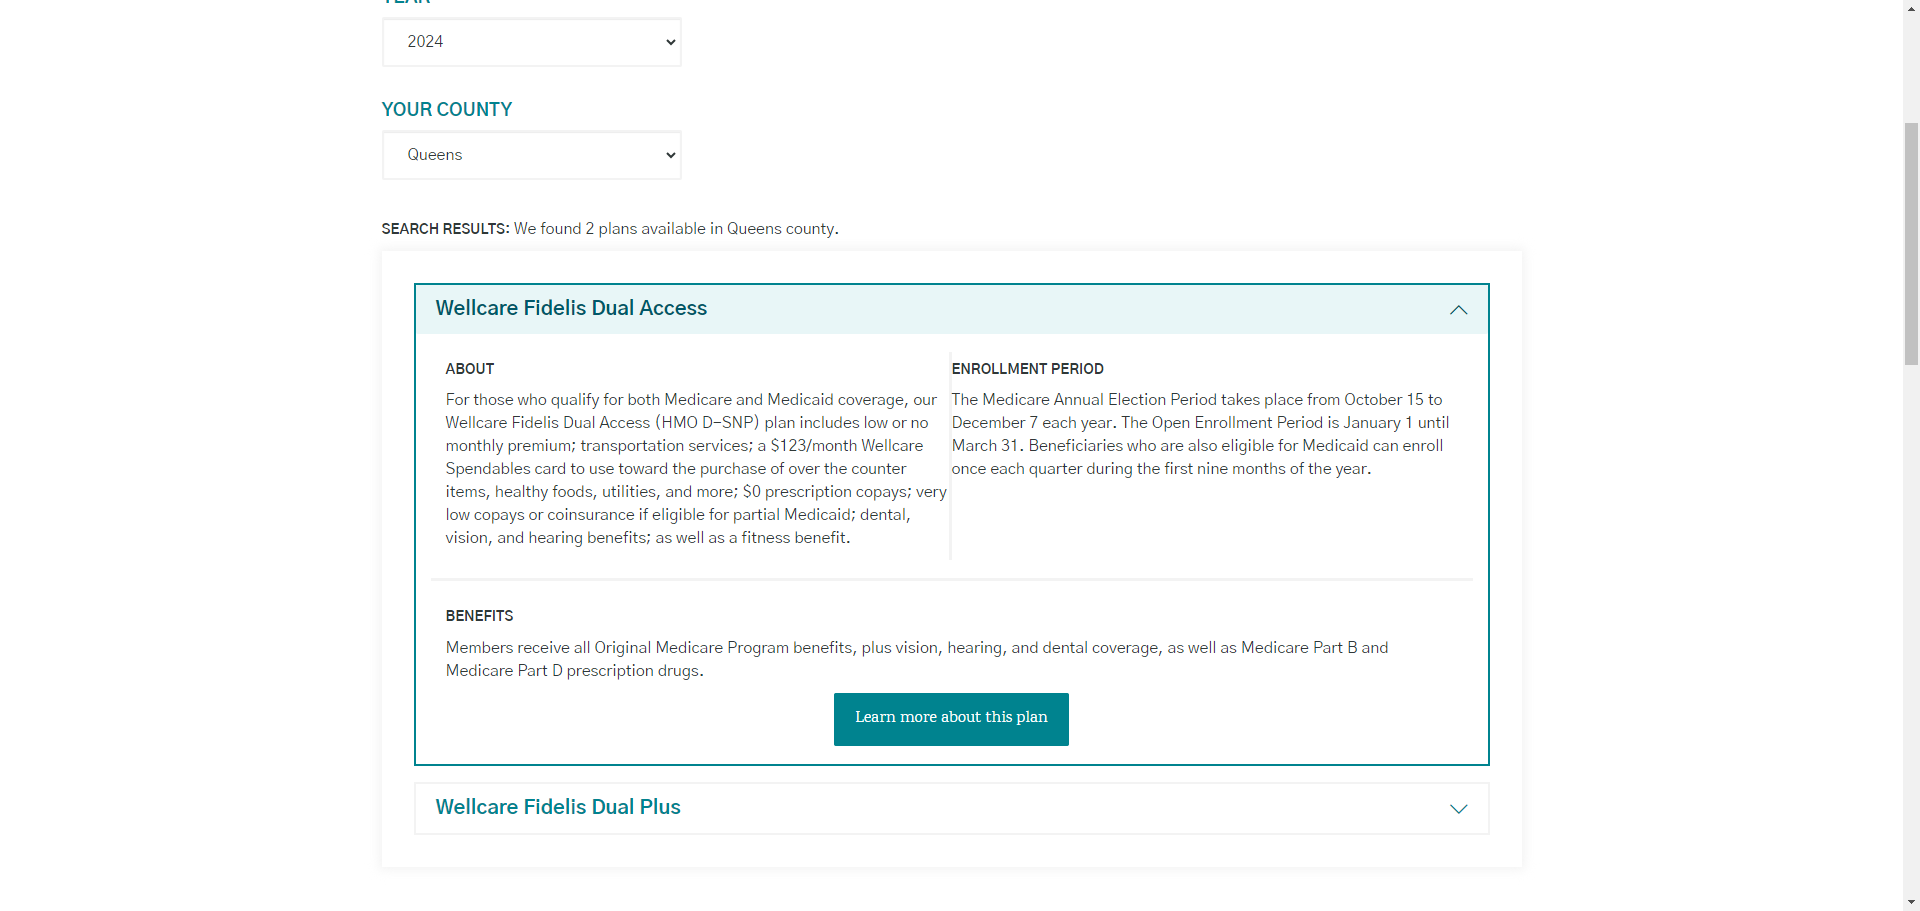 YEAR
2024
YOUR COUNTY
Queens
SEARCH RESULTS: We found 2 plans available in Queens county.
Wellcare Fidelis Dual Access
ABOUT
For those who qualify for both Medicare and Medicaid coverage, our
Wellcare Fidelis Dual Access (HMO D-SNP) plan includes low or no
monthly premium; transportation services; a $123/month Wellcare
Spendables card to use toward the purchase of over the counter
items, healthy foods, utilities, and more; $0 prescription copays; very
low copays or coinsurance if eligible for partial Medicaid; dental,
vision, and hearing benefits; as well as a fitness benefit.
ENROLLMENT PERIOD
The Medicare Annual Election Period takes place from October 15 to
December 7 each year. The Open Enrollment Period is January 1 until
March 31. Beneficiaries who are also eligible for Medicaid can enroll
once each quarter during the first nine months of the year.
BENEFITS
Members receive all Original Medicare Program benefits, plus vision, hearing, and dental coverage, as well as Medicare Part B and
Medicare Part D prescription drugs.
Learn more about this plan
Wellcare Fidelis Dual Plus